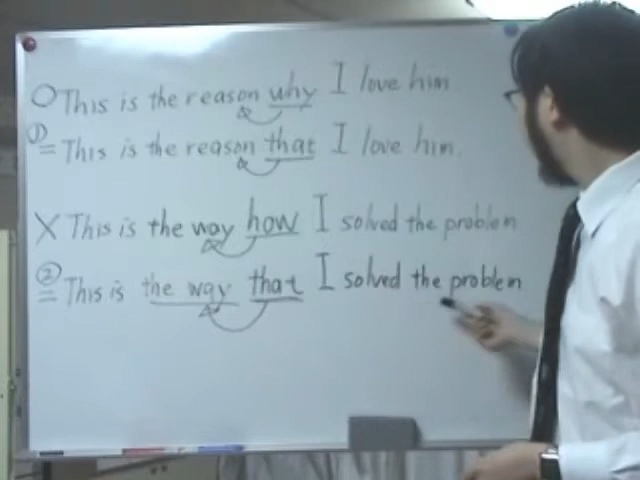 ○ This is the reason why I love him
① = This is the reason that I love him.
X This is the way how I solved the problem
② = This is the way that I solved the problem